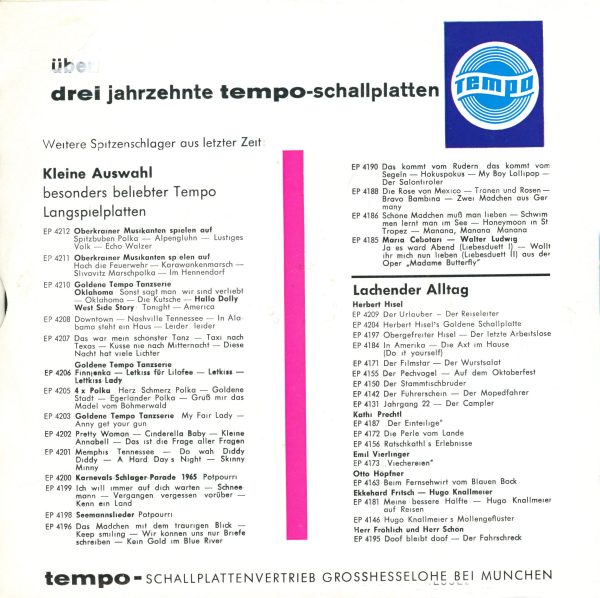 über
drei jahrzehnte tempo-schallplatten
tempo
Weitere Spitzenschlager aus letzter Zeit:
Kleine Auswahl
besonders beliebter Tempo
Langspielplatten
EP 4212 Oberkrainer Musikanten spielen auf
Spitzbuben Polka — Alpenglühn — Lustiges
Volk — Echo Walzer
EP 4211 Oberkrainer Musikanten sp elen auf
Hoch die Feuerwehr — Karawankenmarsch —
Slivovitz Marschpolka — Im Hennendorf
EP 4210 Goldene Tempo Tanzserie
Oklahoma Sonst sagt man wir sind verliebt
— Oklahoma — Die Kutsche — Hallo Dolly
West Side Story Tonight — America
EP 4208 Downtown — Nashville Tennessee — In Ala-
bama steht ein Haus — Leider leider
EP 4207 Das war mein schönster Tanz — Taxi nach
Texas — Küsse nie nach Mitternacht — Diese
Nacht hat viele Lichter
Goldene Tempo Tanzserie
EP 4206 Finnjenka — Letkiss für Lilofee — Letkiss —
Lettkiss Lady
EP 4205 4 x Polka Herz Schmerz Polka — Goldene
Stadt — Egerländer Polka — Grüß mir das
Mädel vom Böhmerwald
EP 4203 Goldene Tempo Tanzserie My Fair Lady —
Anny get your gun
EP 4202 Pretty Woman — Cinderella Baby — Kleine
Annabell — Das ist die Frage aller Fragen
EP 4201 Memphis Tennessee — Do wah Diddy
Diddy — A Hard Day s Night — Skinny
Minny
EP 4200 Karnevals Schlager-Parade 1965 Potpourri
EP 4199 Ich will immer auf dich warten — Schnee
mann — Vergangen vergessen vorüber —
Kenn ein Land
EP 4198 Seemannslieder Potpourri
EP 4196 Das Mädchen mit dem traurigen Blick —
Keep smiling — Wir können uns nur Briefe
schreiben — Kein Gold im Blue River
EP 4190 Das kommt vom Rudern das kommt vom
Segeln — Hokuspokus — My Boy Lollipop —
Der Salontiroler
EP 4188 Die Rose von Mexico — Tränen und Rosen —
Bravo Bambina — Zwei Mädchen aus Ger
many
EP 4186 Schöne Mädchen muß man lieben — Schwim
men lernt man im See — Honeymoon in St
Tropez — Manana, Manana Manana
EP 4185 Maria Cebotari — Walter Ludwig
Ja es ward Abend (Liebesduett I) — Wollt
ihr mich nun lieben (Liebesduett II) aus der
Oper „Madame Butterfly"
Lachender Alltag
Herbert Hisel
EP 4209 Der Urlauber – Der Reiseleiter
EP 4204 Herbert Hisel's Goldene Schallplatte
EP 4197 Obergefreiter Hisel — Der letzte Arbeitslose
EP 4184 In Amerika — Die Axt im Hause
(Do it yourself)
EP 4171 Der Filmstar — Der Wurstsalat
EP 4155 Der Pechvogel — Auf dem Oktoberfest
EP 4150 Der Stammtischbruder
EP 4142 Der Führerschein — Der Mopedfahrer
EP 4131 Jahrgang 22 — Der Campler
Kathi Prechtl
EP 4187 „Der Einteilige"
EP 4172 Die Perle vom Lande
EP 4156 Ratschkathl s Erlebnisse
Emil Vierlinger
EP 4173 „Viechereien"
Otto Höpfner
EP 4163 Beim Fernsehwirt vom Blauen Bock
Ekkehard Fritsch — Hugo Knallmeier
EP 4181 Meine bessere Hälfte — Hugo Knallmeier
auf Reisen
EP 4146 Hugo Knallmeier s Mollengeflüster
Herr Fröhlich und Herr Schön
EP 4195 Doof bleibt doof — Der Fahrschreck
tempo-SCHALLPLATTENVERTRIEB GROSSHESSELOHE BEI MÜNCHEN